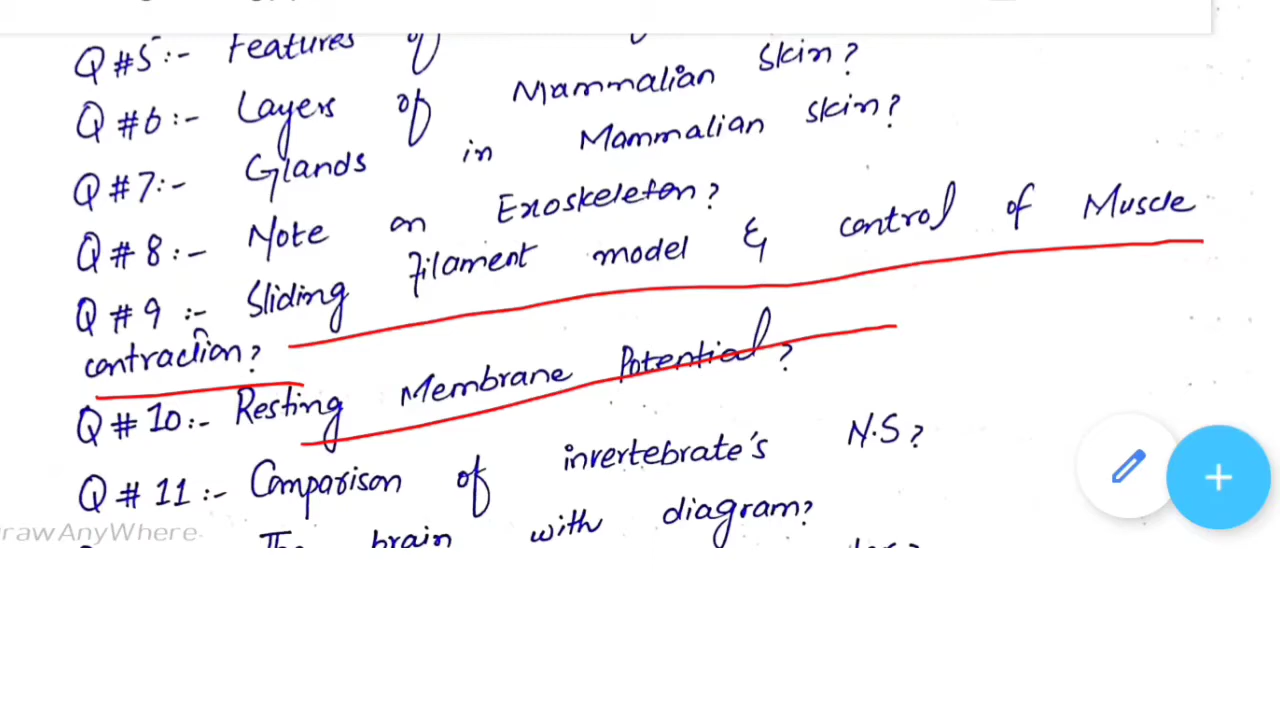 Q #5:- Features of
Q #6:- Layers of Mammalian skin?
Q #7:- Glands in Mammalian skin?
Q #8:- Note on Exoskeleton?
Q #9:- Sliding filament model & control of Muscle
contraction?
Q #10:- Resting Membrane Potential?
Q #11:- Comparison of invertebrate's N.S?
brain with diagram?
rawAnyWhere